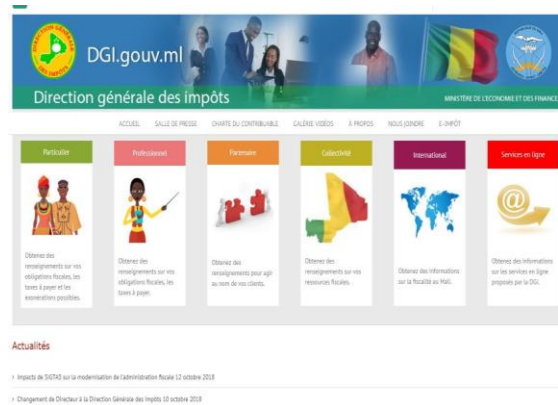 DIRECTION GÉNÉRALE
DES IMPÔTS
DGI.gouv.ml
Direction générale des impôts
MINISTÈRE DE L'ECONOMIE ET DES FINANCE
ACCUEIL SALLE DE PRESSE CHARTE DU CONTRIBUABLE GALERIE VIDÉOS À PROPOS NOUS JOINDRE E-IMPÔT
Particulier
Obtenez des
renseignements sur vos
obligations fiscales, les
taxes à payer et les
exonérations possibles.
Professionnel
Obtenez des
renseignements sur vos
obligations fiscales, les
taxes à payer.
Partenaire
Obtenez des
renseignements pour agir
au nom de vos clients.
Collectivité
Obtenez des
renseignements sur vos
ressources fiscales.
International
Obtenez des informations
sur la fiscalité au Mali.
Services en ligne
Obtenez des informations
sur les services en ligne
proposés par la DGI.
Actualités
› Impacts de SIGTAS sur la modernisation de l'administration fiscale 12 octobre 2018
› Changement de Directeur à la Direction Générale des Impôts 10 octobre 2018